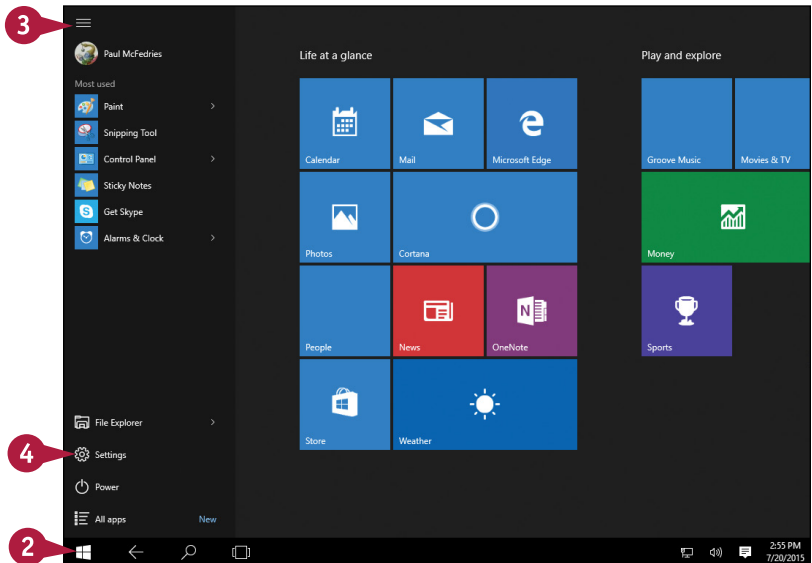 3
Paul McFedries
Most used
Paint
Snipping Tool
Control Panel
Sticky Notes
S Get Skype
Alarms & Clock
File Explorer
4
Settings
Power
All apps New
2
Life at a glance
Calendar
Mail
Microsoft Edge
Photos
Cortana
People
News
N
OneNote
Store
Weather
Play and explore
Groove Music
Movies & TV
Money
Sports
2:55 PM
7/20/2015